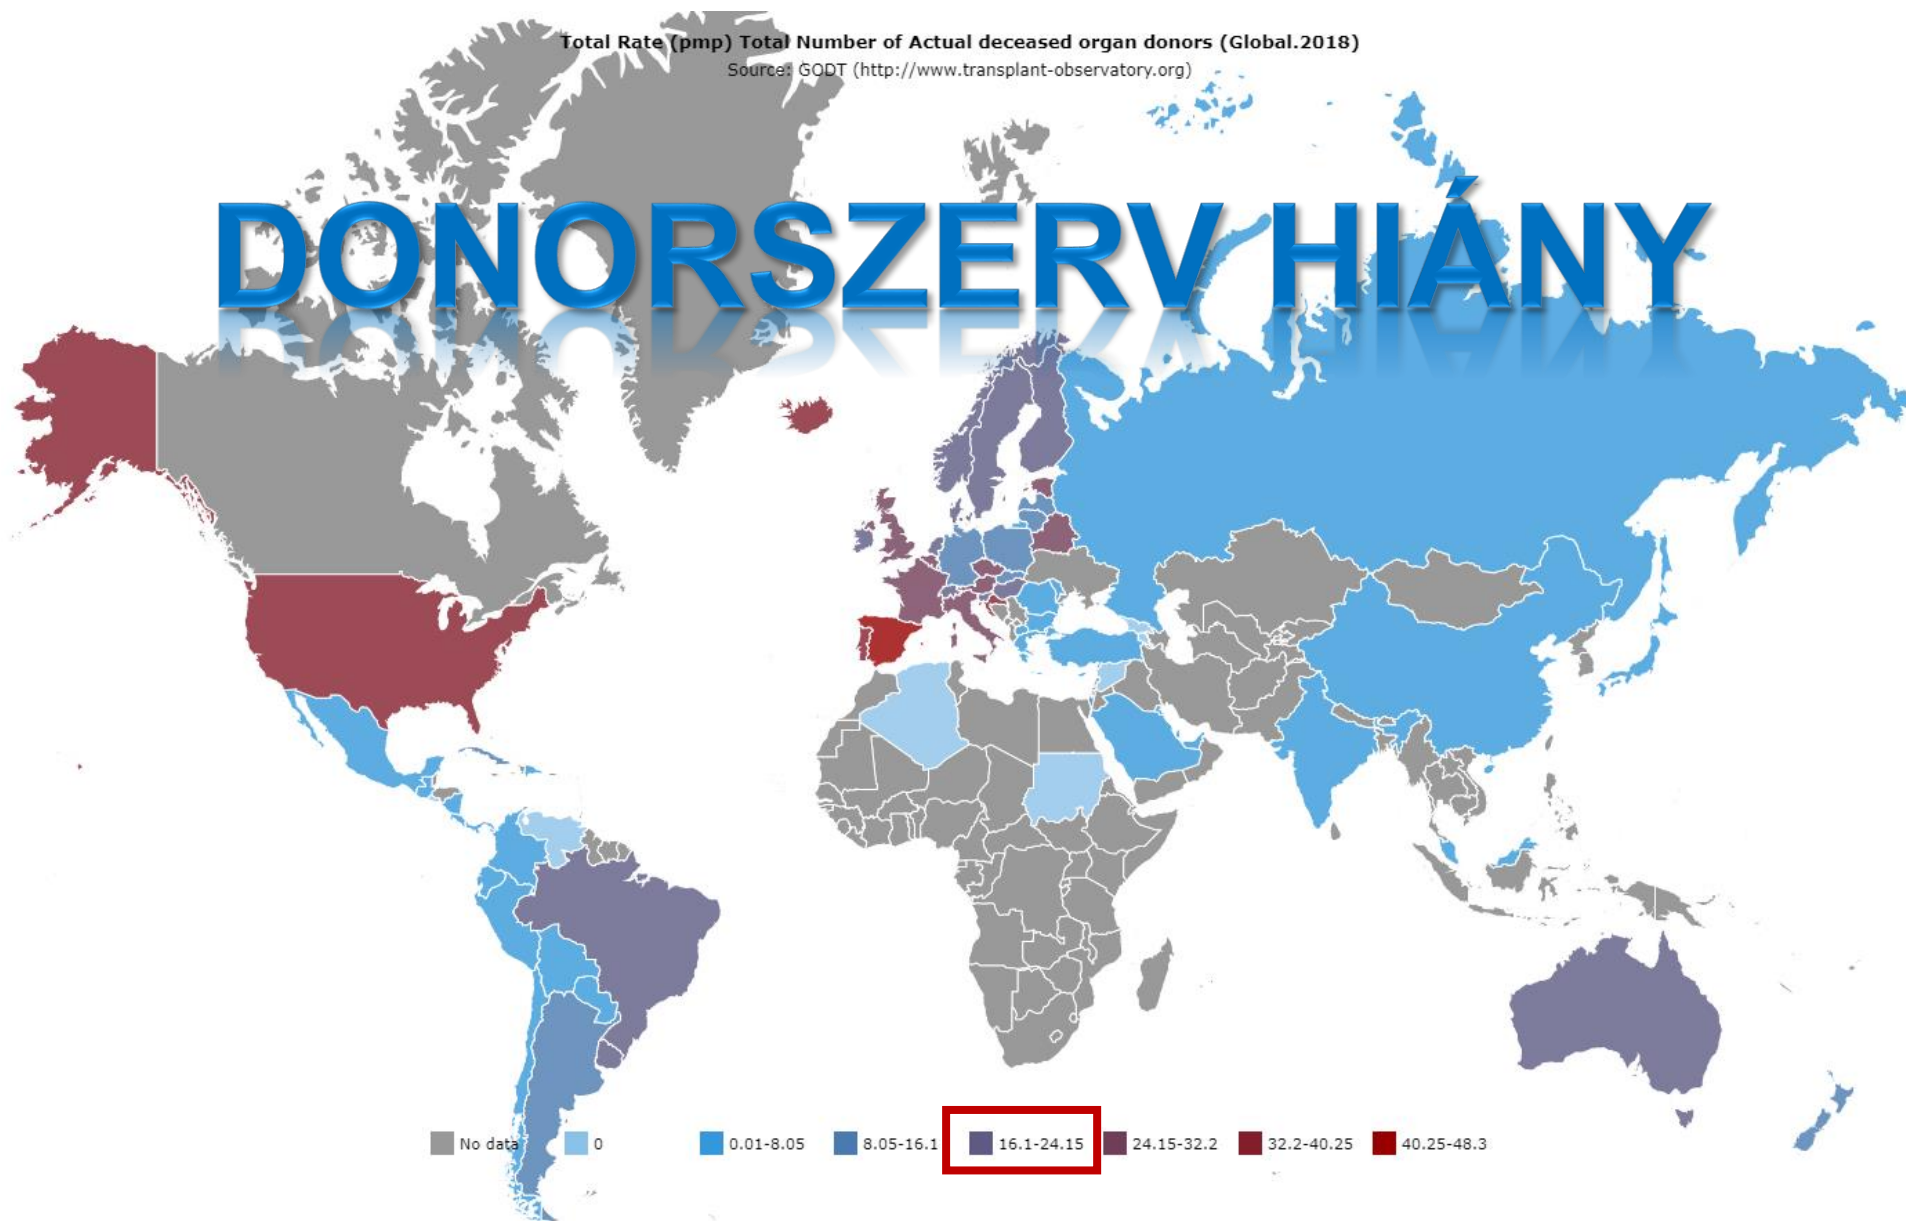 Total Rate (pmp) Total Number of Actual deceased organ donors (Global.2018)
Source: GODT (http://www.transplant-observatory.org)
DONORSZERV HIÁNY
No data 0 0.01-8.05 8.05-16.1 16.1-24.15 24.15-32.2 32.2-40.25 40.25-48.3